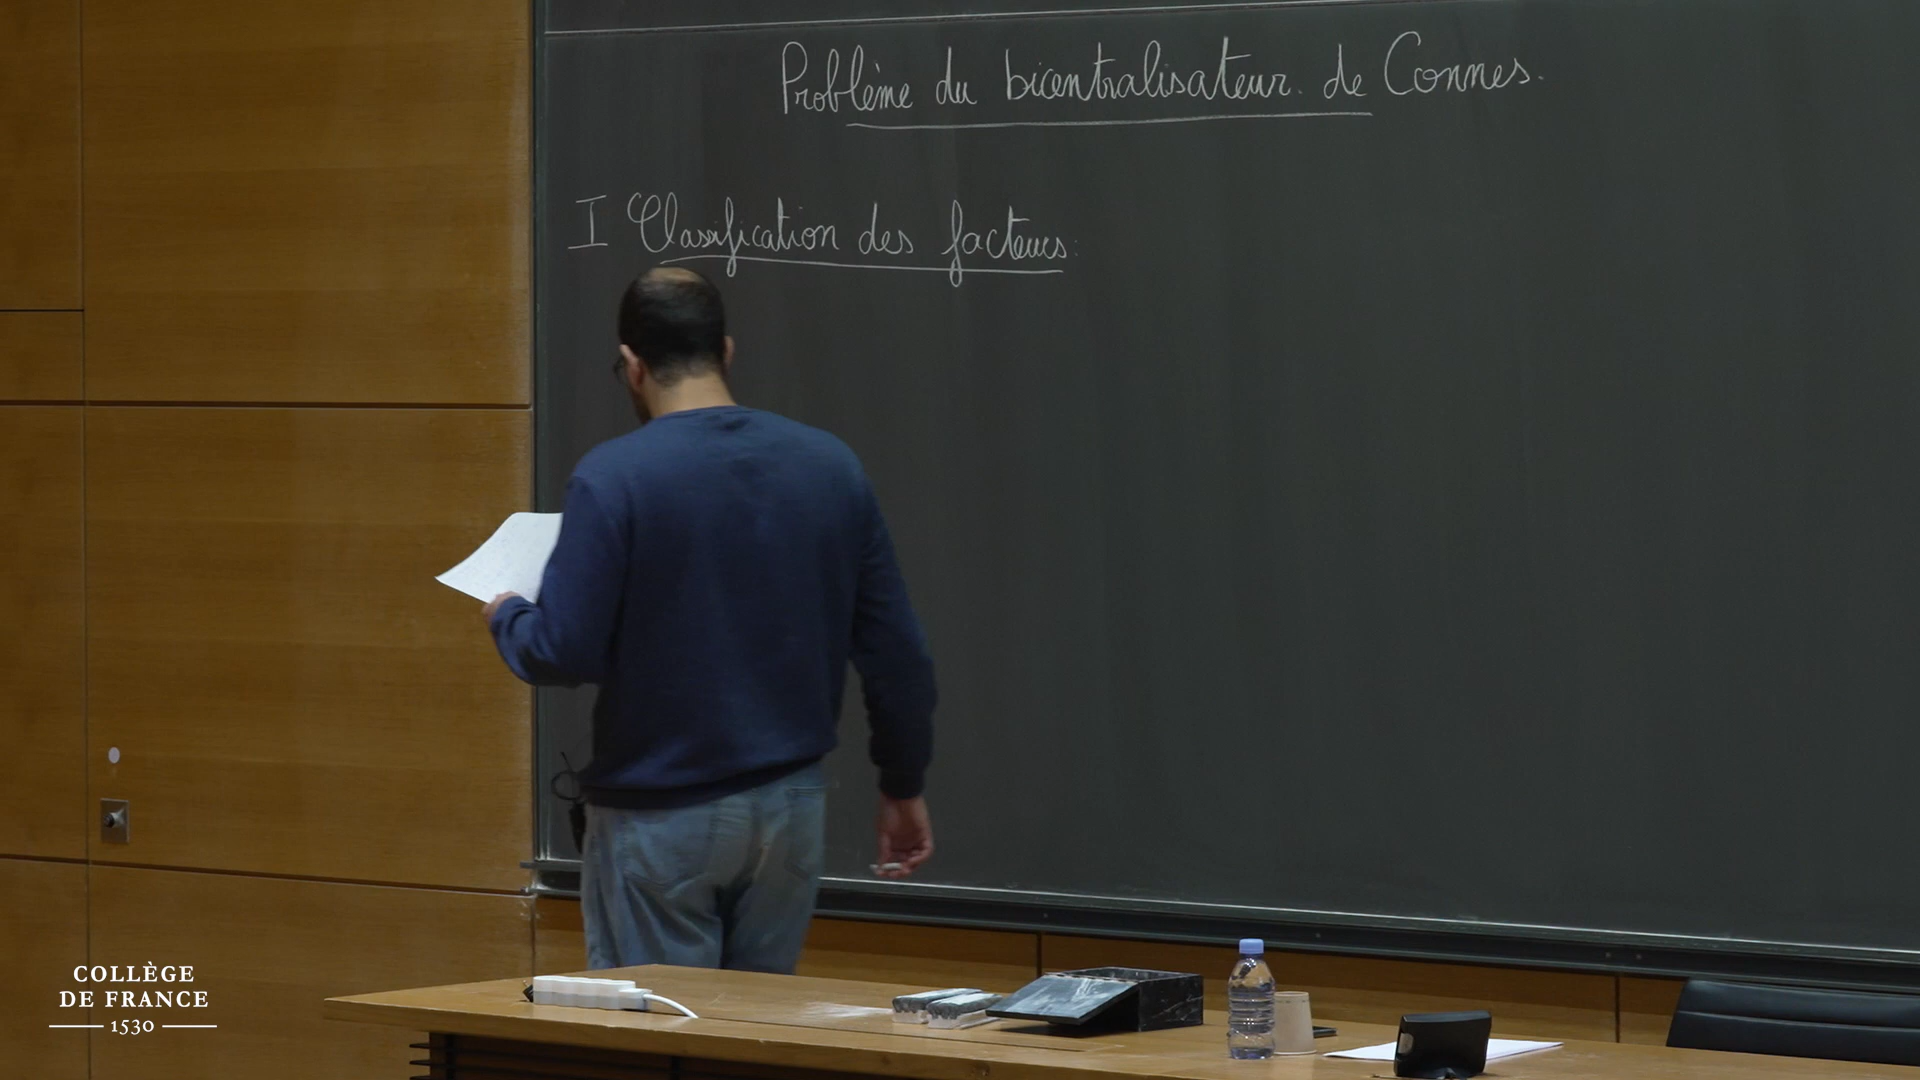 Problème du bicentralisateur. de Connes.
I Classification des facteurs:
COLLÈGE
DE FRANCE
1530